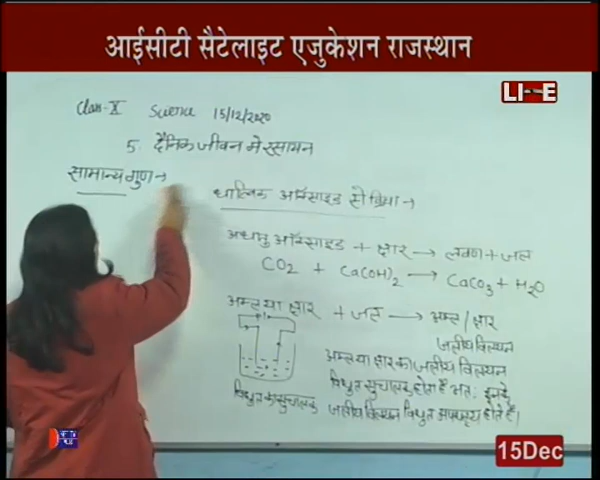 आईसीटी सैटेलाइट एजुकेशन राजस्थान
LI-E
Class-X Science 15/12/2020
5. दैनिक जीवन मे रसायन
सामान्य गुण→
धात्विक ऑक्साइड से क्रिया→
अधातु ऑक्साइड + क्षार → लवण + जल
CO2 + Ca(OH)2 → CaCO3 + H2O
अम्ल या क्षार + जल → अम्ल / क्षार
जलीय विलयन
अम्ल या क्षार का जलीय विलयन
विधुत सुचालक होते है अतः इनके
जलीय विलयन विधुत अपघट्य होते है।
विधुत का सुचालक
15Dec